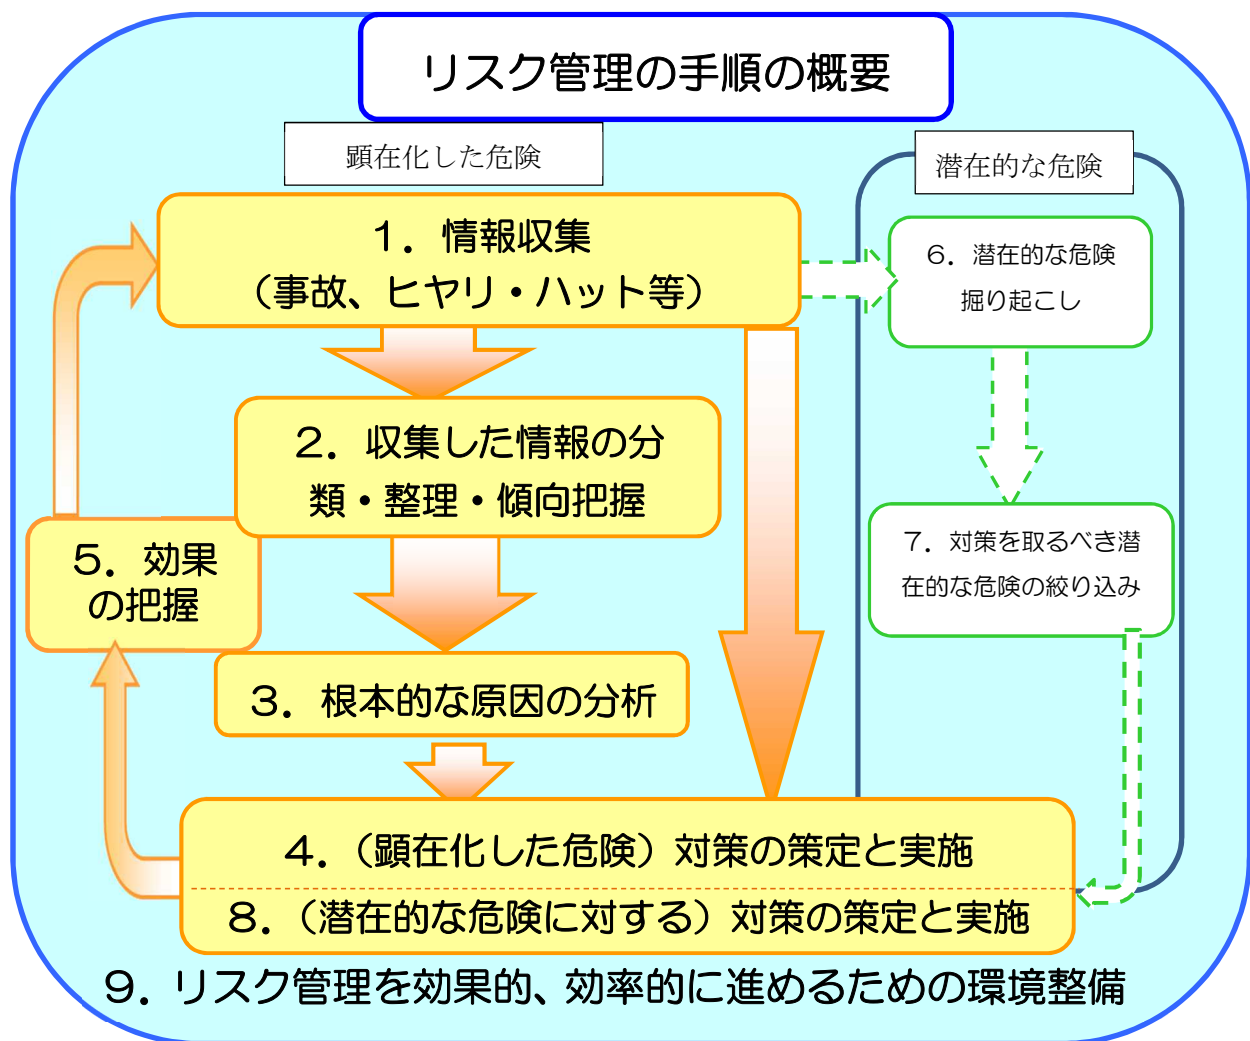 リスク管理の手順の概要
顕在化した危険
潜在的な危険
1．情報収集
（事故、ヒヤリ・ハット等）
6．潜在的な危険
掘り起こし
2．収集した情報の分
類・整理・傾向把握
5．効果
の把握
7．対策を取るべき潜
在的な危険の絞り込み
3．根本的な原因の分析
4．（顕在化した危険）対策の策定と実施
8．（潜在的な危険に対する）対策の策定と実施
9．リスク管理を効果的、効率的に進めるための環境整備